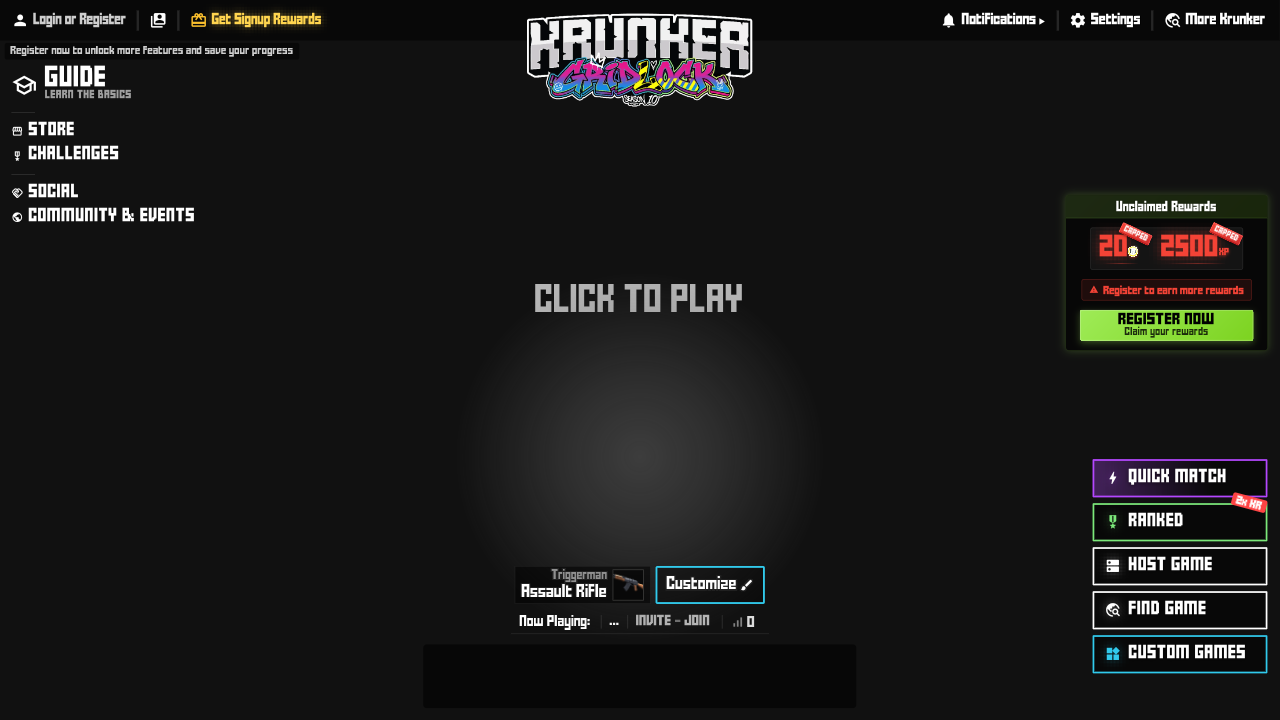 Login or Register
Get Signup Rewards
KRUNKER
GRIDLOCK
SEASON 10
Notifications ▸
Settings
More Krunker
Register now to unlock more features and save your progress
GUIDE
LEARN THE BASICS
STORE
CHALLENGES
SOCIAL
COMMUNITY & EVENTS
Unclaimed Rewards
CAPPED
CAPPED
20
2500 XP
Register to earn more rewards
REGISTER NOW
Claim your rewards
CLICK TO PLAY
QUICK MATCH
2x KR
RANKED
HOST GAME
FIND GAME
CUSTOM GAMES
Triggerman
Assault Rifle
Customize
Now Playing: ... INVITE - JOIN 0